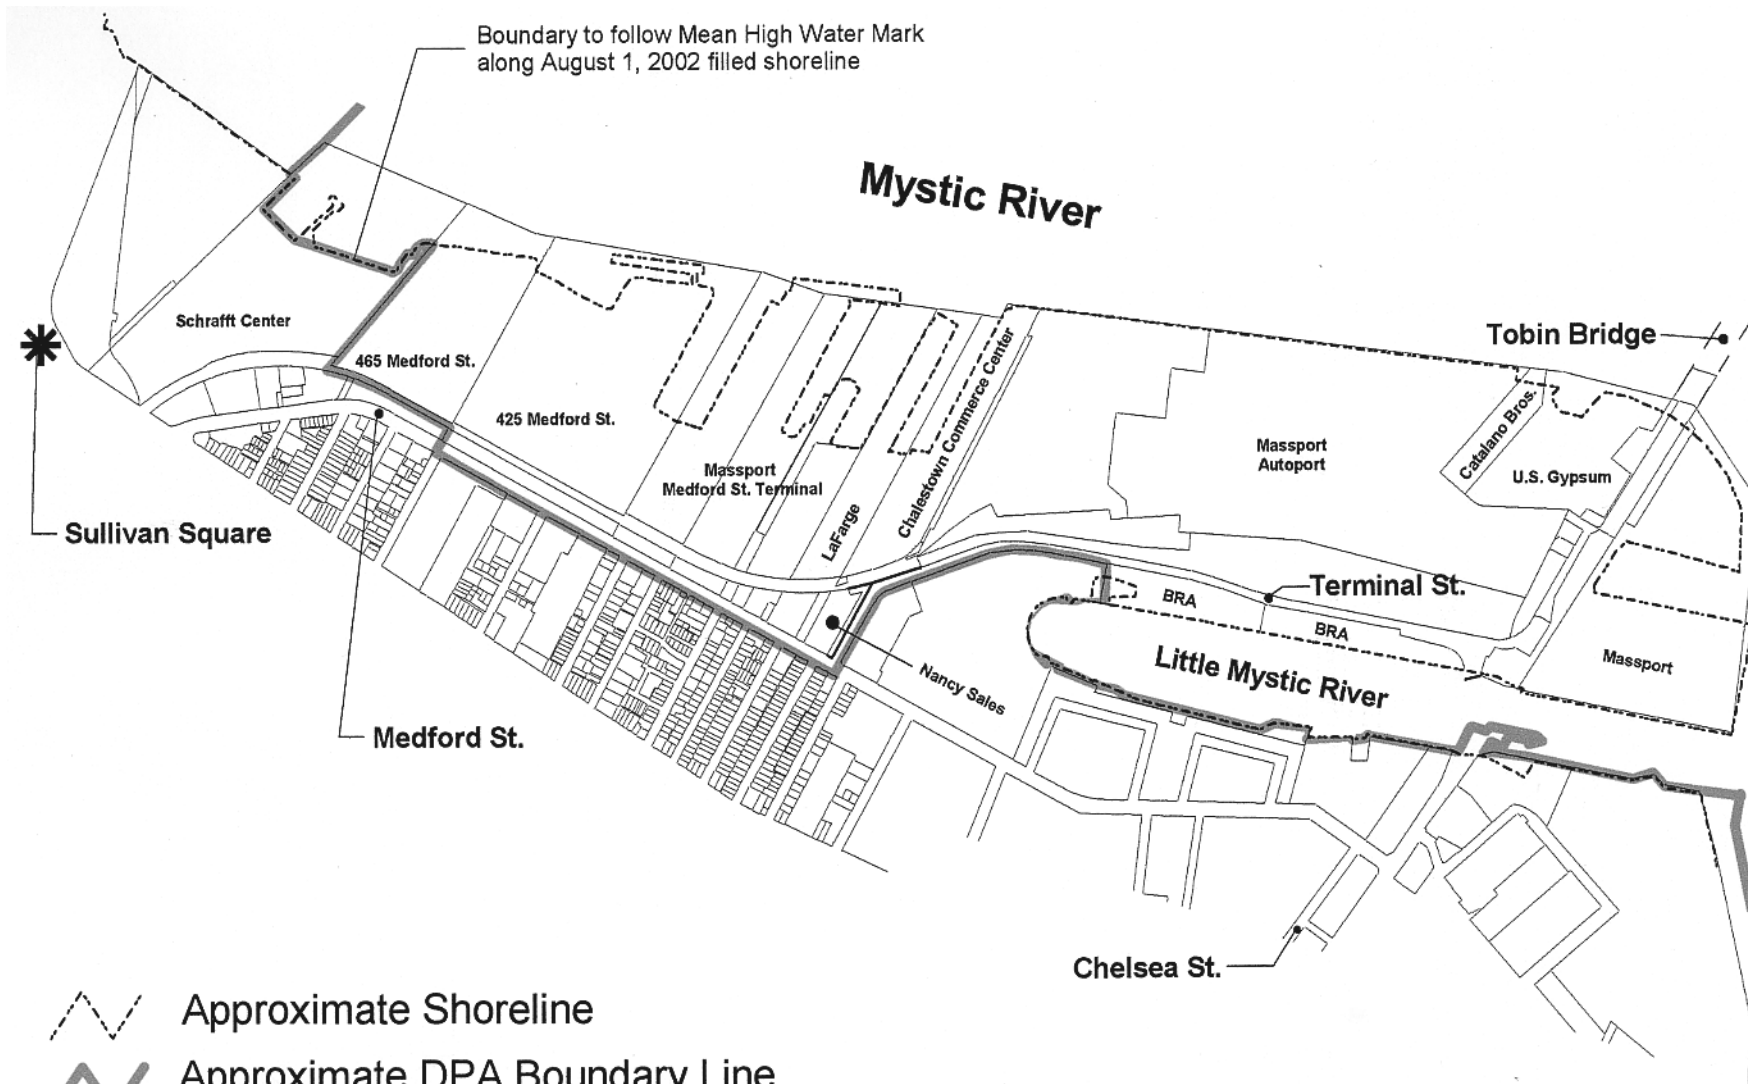 Boundary to follow Mean High Water Mark
along August 1, 2002 filled shoreline
Mystic River
Schrafft Center
465 Medford St.
425 Medford St.
Massport
Medford St. Terminal
LaFarge
Chalestown Commerce Center
Tobin Bridge
Massport
Autoport
Catalano Bros.
U.S. Gypsum
Sullivan Square
Terminal St.
BRA
BRA
Little Mystic River
Massport
Nancy Sales
Medford St.
Chelsea St.
Approximate Shoreline
Approximate DPA Boundary Line